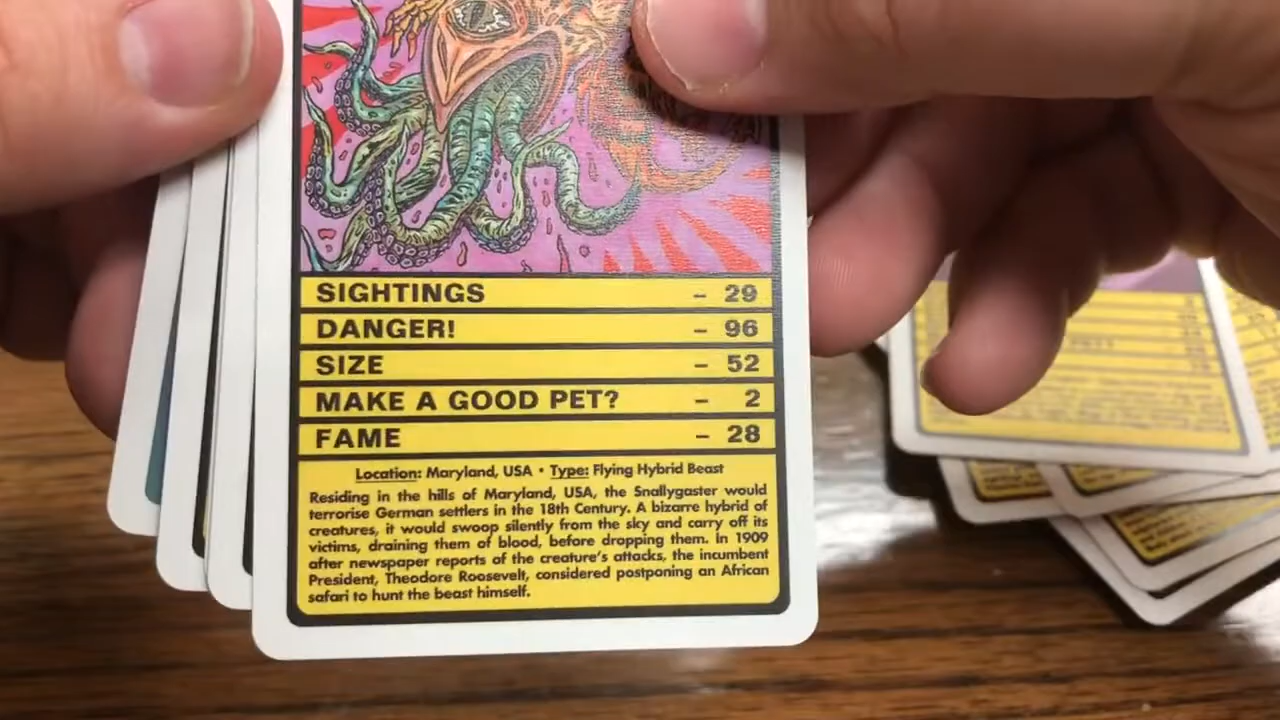 SIGHTINGS – 29
DANGER! – 96
SIZE – 52
MAKE A GOOD PET? – 2
FAME – 28
Location: Maryland, USA • Type: Flying Hybrid Beast
Residing in the hills of Maryland, USA, the Snallygaster would
terrorise German settlers in the 18th Century. A bizarre hybrid of
creatures, it would swoop silently from the sky and carry off its
victims, draining them of blood, before dropping them. In 1909
after newspaper reports of the creature's attacks, the incumbent
President, Theodore Roosevelt, considered postponing an African
safari to hunt the beast himself.